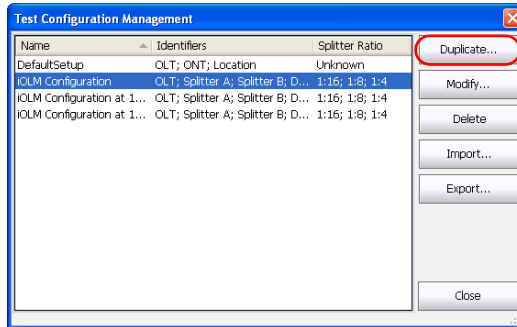 Test Configuration Management
Name Identifiers Splitter Ratio
DefaultSetup OLT; ONT; Location Unknown
iOLM Configuration OLT; Splitter A; Splitter B; D... 1:16; 1:8; 1:4
iOLM Configuration at 1... OLT; Splitter A; Splitter B; D... 1:16; 1:8; 1:4
iOLM Configuration at 1... OLT; Splitter A; Splitter B; D... 1:16; 1:8; 1:4
Duplicate...
Modify...
Delete
Import...
Export...
Close